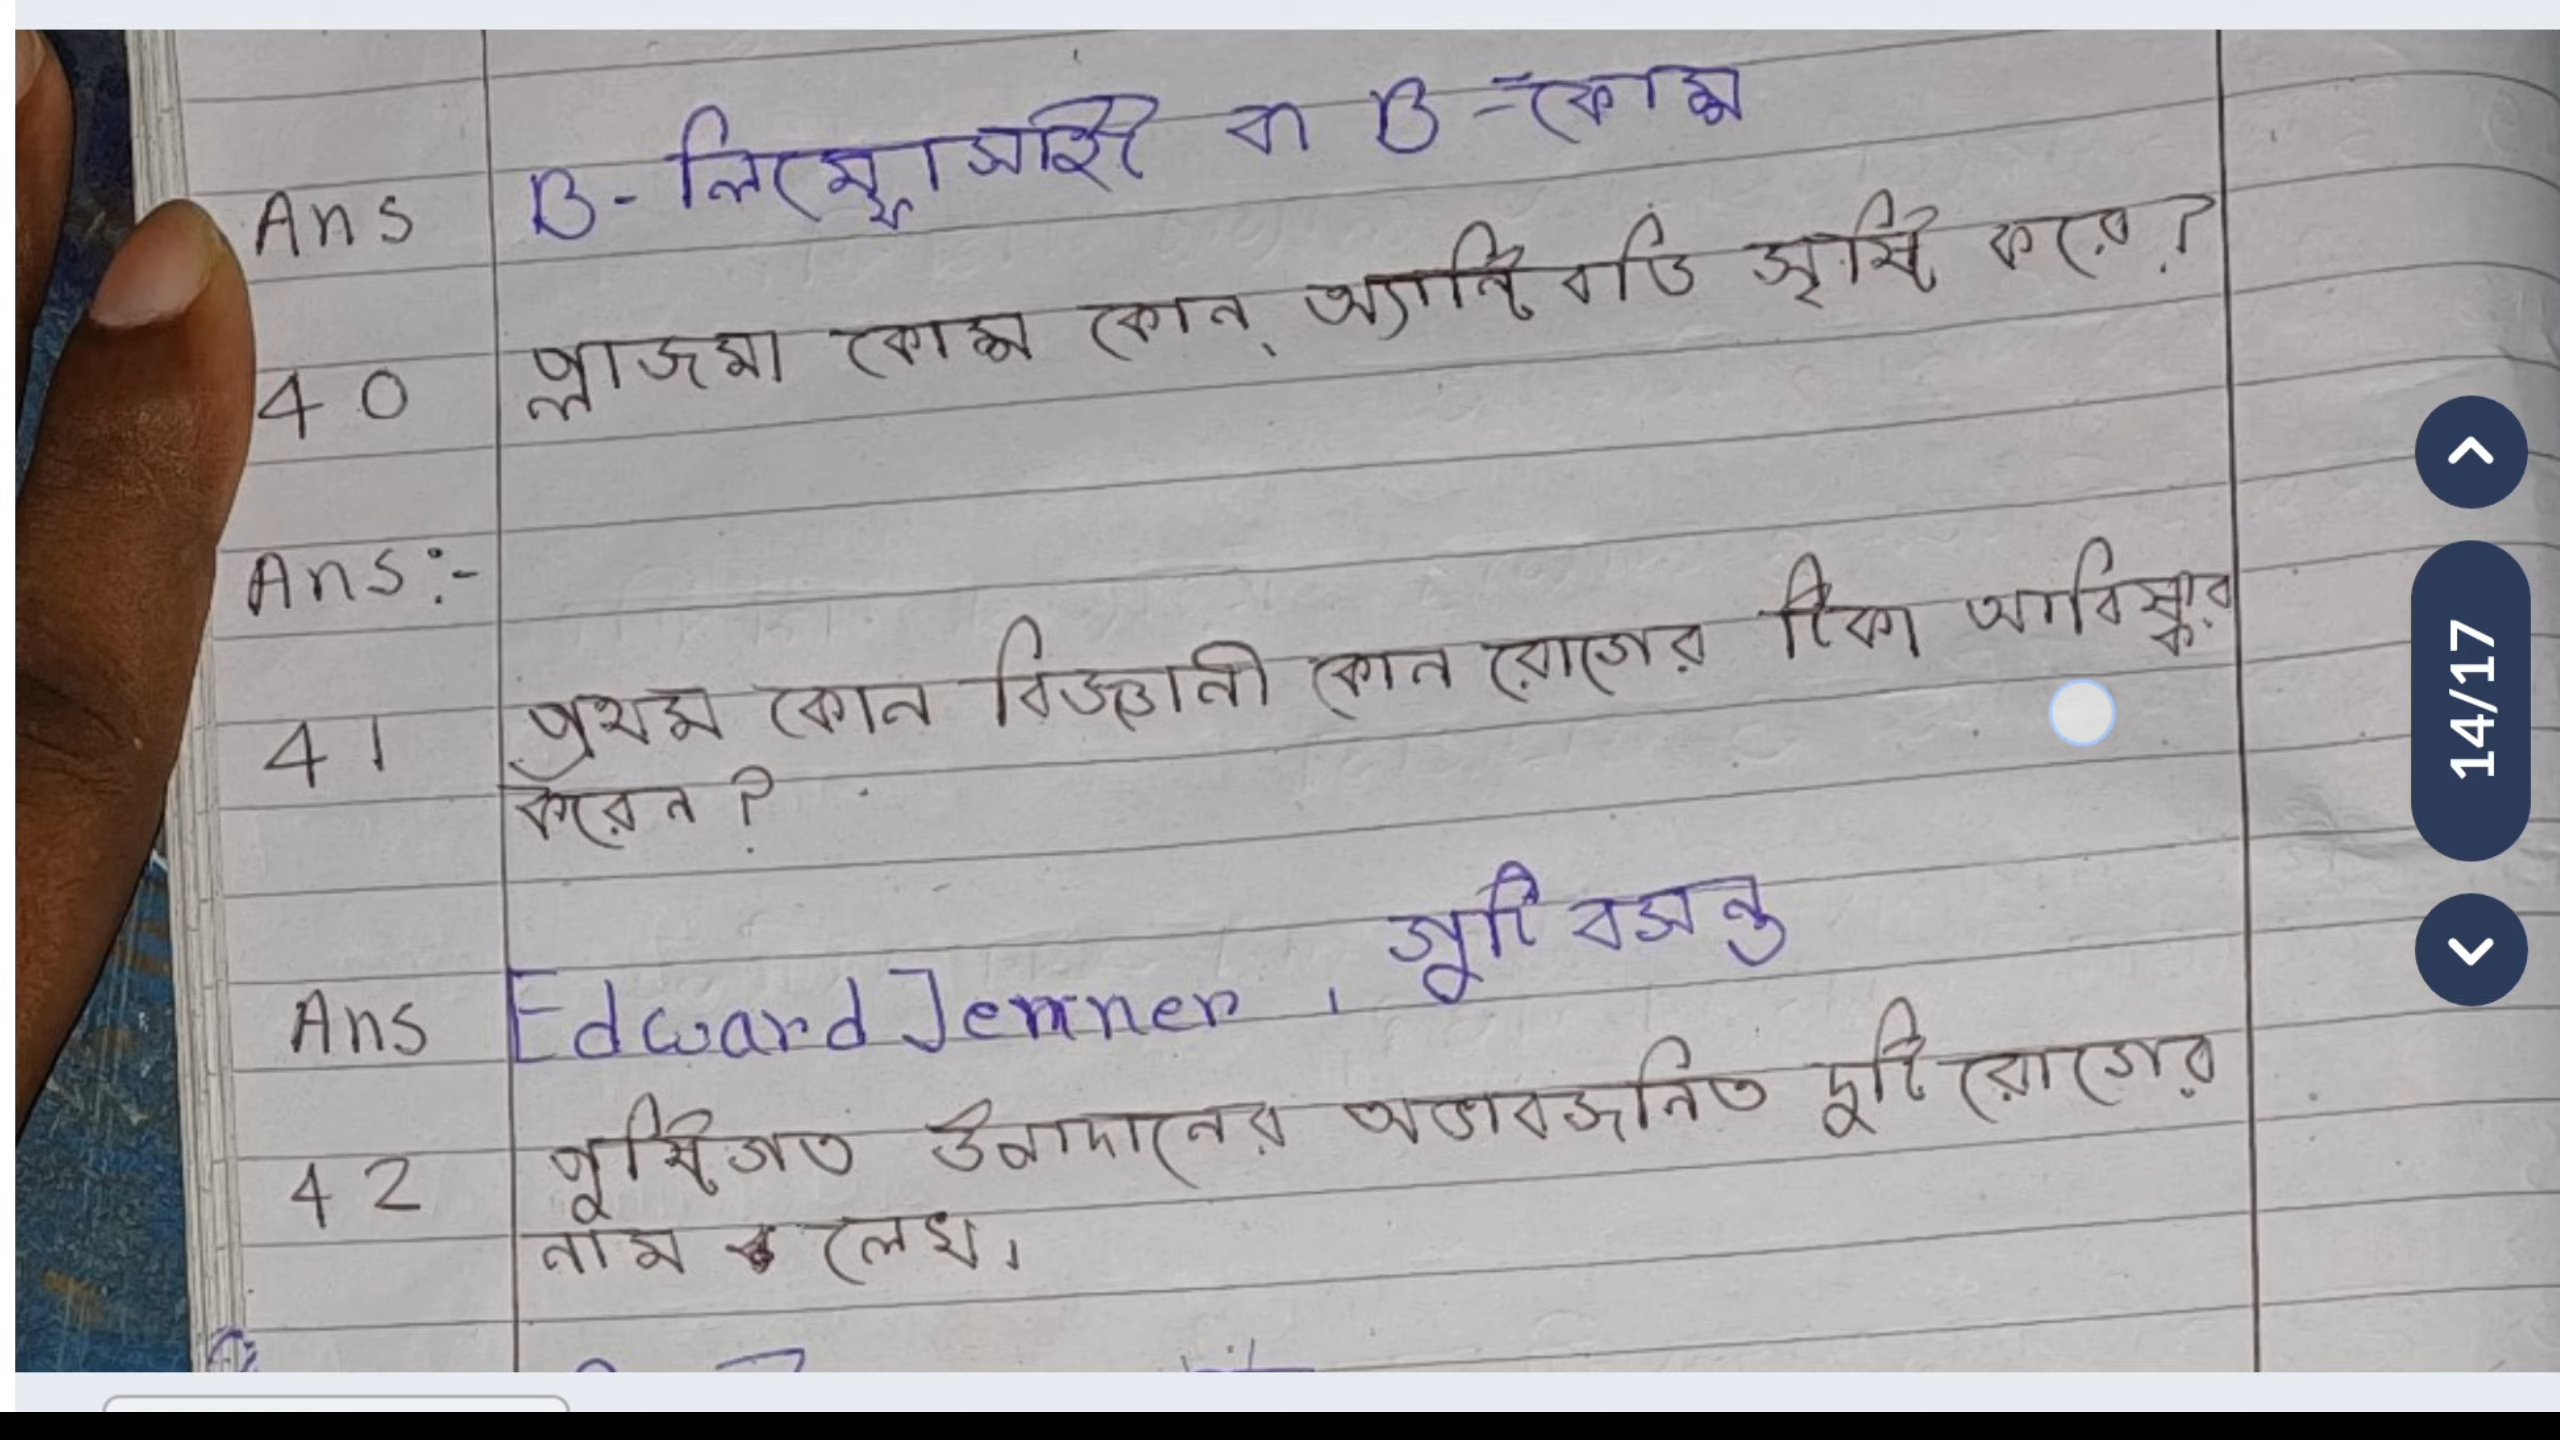 Ans B-লিম্ফোসাইট বা B-কোষ
40 প্লাজমা কোষ কোন্ অ্যান্টিবডি সৃষ্টি করে?
Ans:-
41 প্রথম কোন বিজ্ঞানী কোন রোগের টিকা আবিষ্কার
করেন?
Ans Edward Jenner, গুটি বসন্ত
42 পুষ্টিগত উপাদানের অভাবজনিত দুটি রোগের
নাম লেখ।
14/17